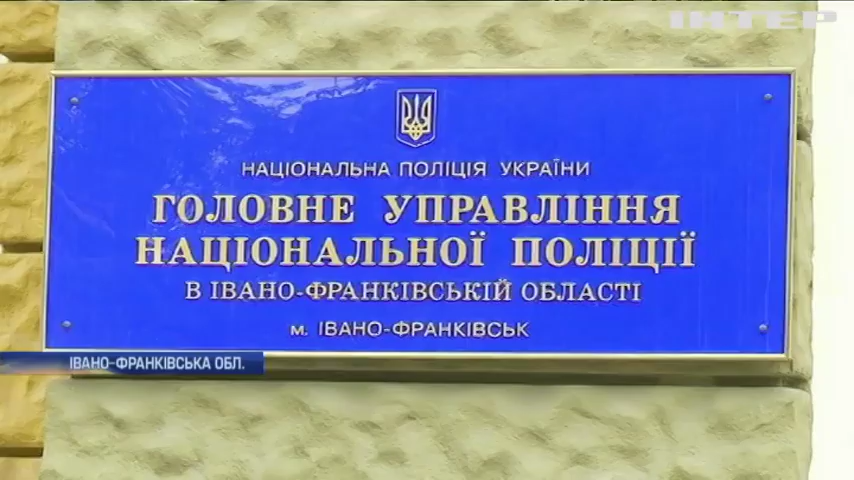 ІНТЕР
НАЦІОНАЛЬНА ПОЛІЦІЯ УКРАЇНИ
ГОЛОВНЕ УПРАВЛІННЯ
НАЦІОНАЛЬНОЇ ПОЛІЦІЇ
В ІВАНО-ФРАНКІВСЬКІЙ ОБЛАСТІ
м. ІВАНО-ФРАНКІВСЬК
ІВАНО-ФРАНКІВСЬКА ОБЛ.